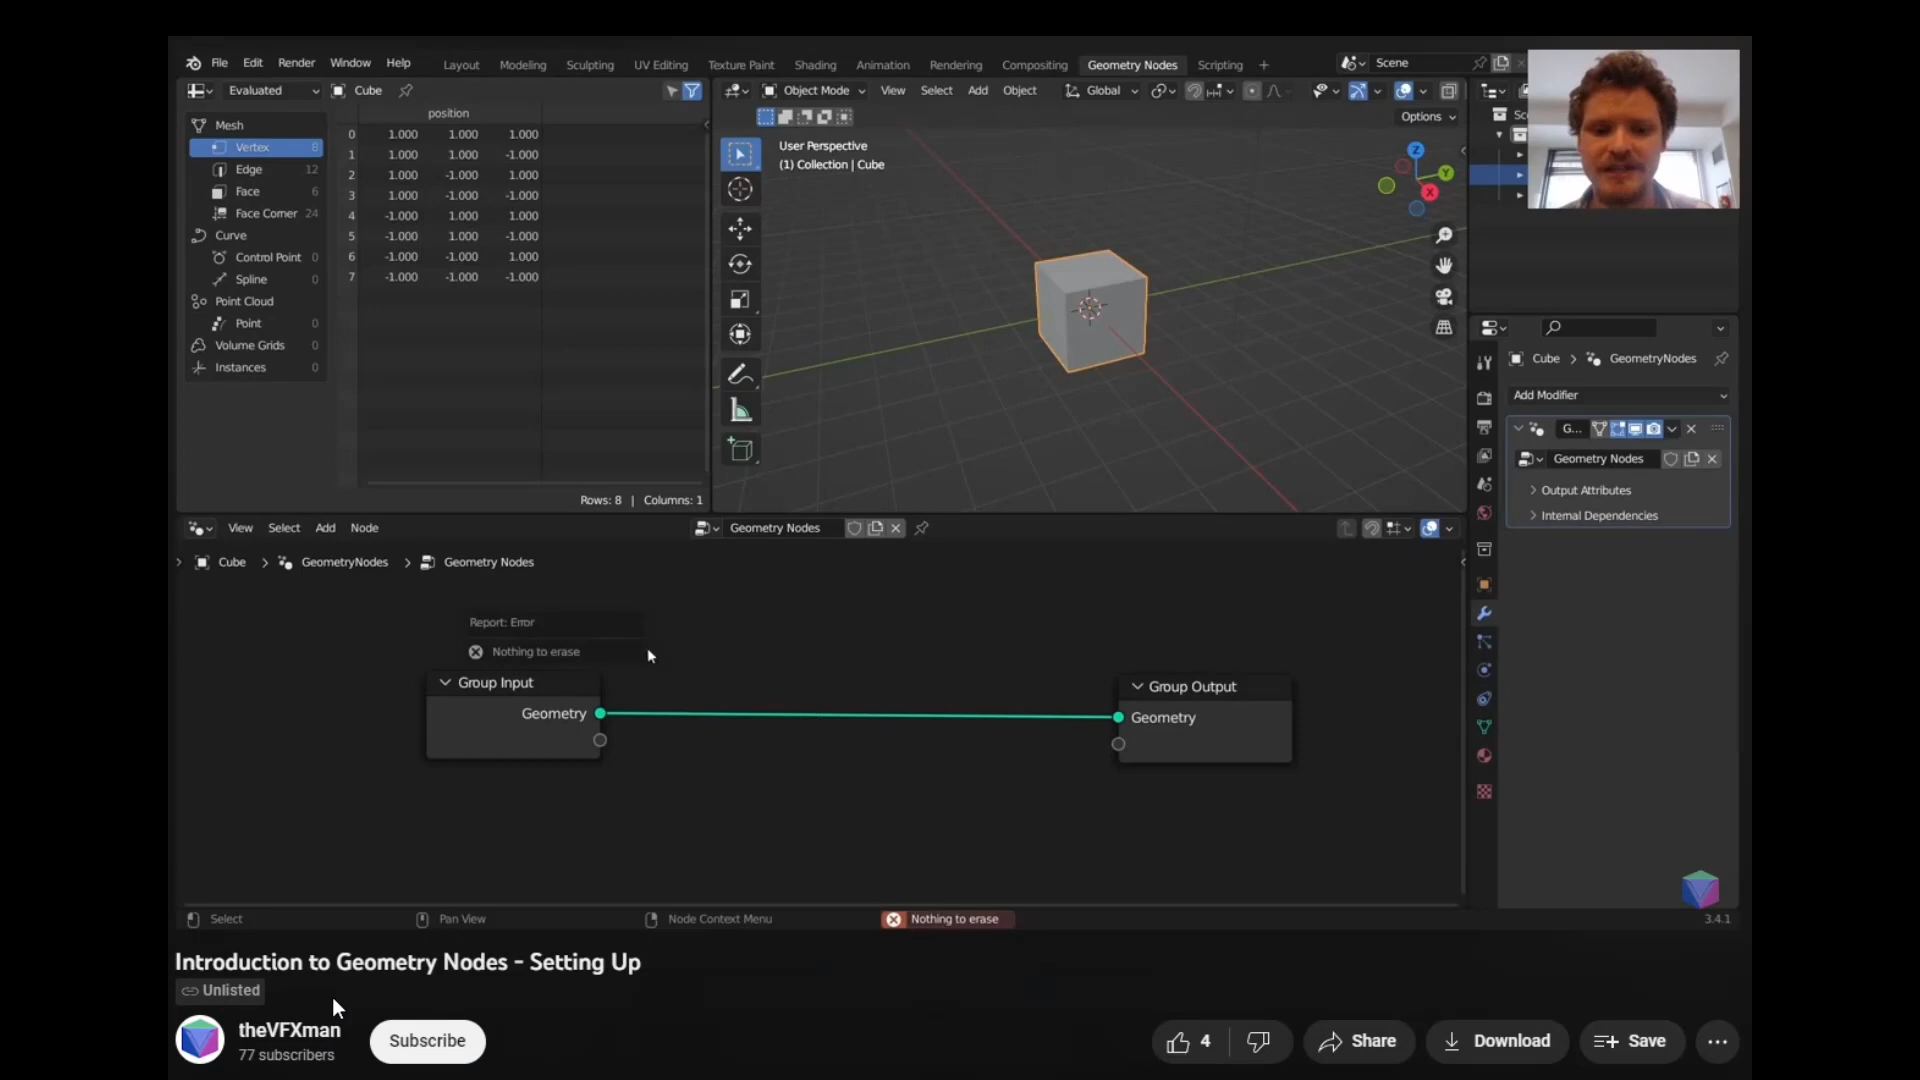 File Edit Render Window Help Layout Modeling Sculpting UV Editing Texture Paint Shading Animation Rendering Compositing Geometry Nodes Scripting + Scene
Evaluated Cube
Object Mode View Select Add Object Global
Options
position
Mesh
Vertex 8
Edge 12
Face 6
Face Corner 24
Curve
Control Point 0
Spline 0
Point Cloud
Point 0
Volume Grids 0
Instances 0
0 1.000 1.000 1.000
1 1.000 1.000 -1.000
2 1.000 -1.000 1.000
3 1.000 -1.000 -1.000
4 -1.000 1.000 1.000
5 -1.000 1.000 -1.000
6 -1.000 -1.000 1.000
7 -1.000 -1.000 -1.000
Rows: 8 | Columns: 1
User Perspective
(1) Collection | Cube
Z
Y
X
Sc
Cube > GeometryNodes
Add Modifier
G...
Geometry Nodes
> Output Attributes
> Internal Dependencies
View Select Add Node Geometry Nodes
> Cube > GeometryNodes > Geometry Nodes
Report: Error
Nothing to erase
Group Input
Geometry
Group Output
Geometry
Select Pan View Node Context Menu Nothing to erase 3.4.1
Introduction to Geometry Nodes - Setting Up
Unlisted
theVFXman
77 subscribers
Subscribe
4 Share Download Save ...